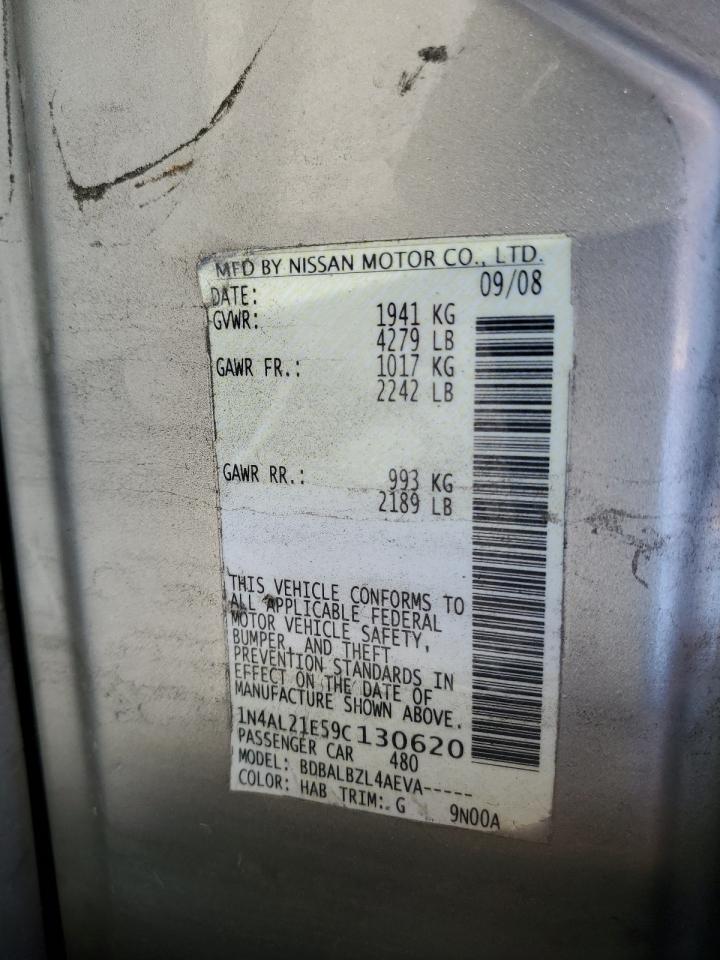 MFD BY NISSAN MOTOR CO., LTD.
DATE: 09/08
GVWR: 1941 KG
4279 LB
GAWR FR.: 1017 KG
2242 LB
GAWR RR.: 993 KG
2189 LB
THIS VEHICLE CONFORMS TO
ALL APPLICABLE FEDERAL
MOTOR VEHICLE SAFETY,
BUMPER, AND THEFT
PREVENTION STANDARDS IN
EFFECT ON THE DATE OF
MANUFACTURE SHOWN ABOVE.
1N4AL21E59C130620
PASSENGER CAR 480
MODEL: BDBALBZL4AEVA-----
COLOR: HAB TRIM: G 9N00A